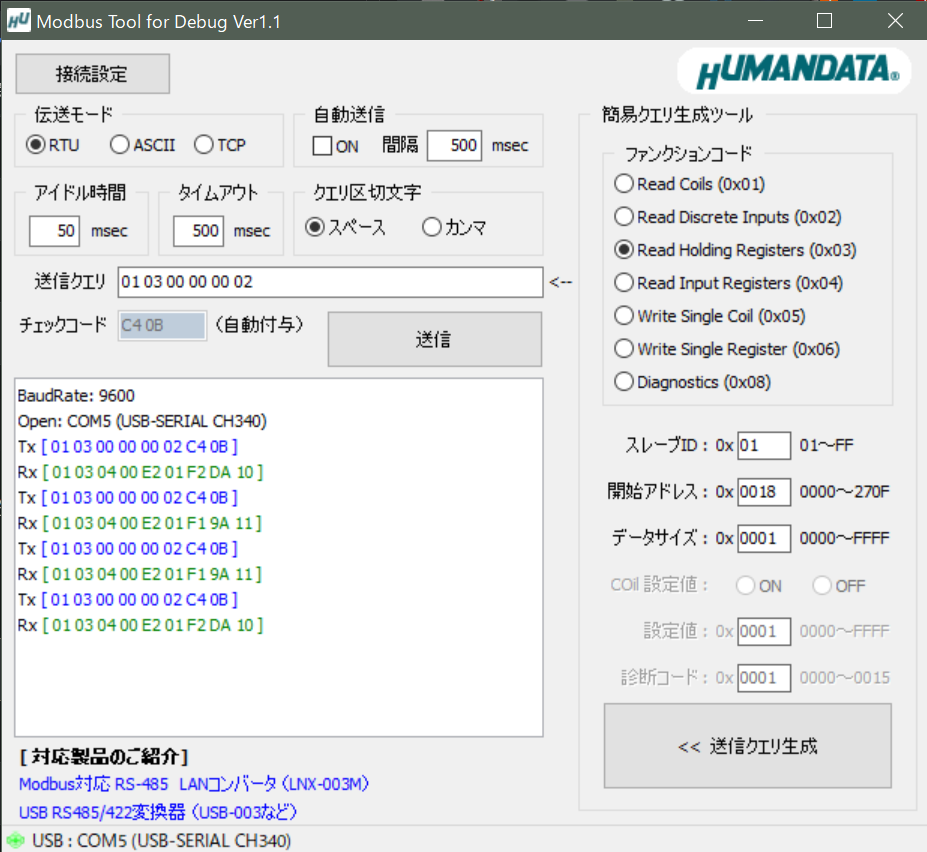 Modbus Tool for Debug Ver1.1
接続設定
HUMANDATA®
伝送モード
RTU ASCII TCP
自動送信
ON 間隔 500 msec
アイドル時間
50 msec
タイムアウト
500 msec
クエリ区切文字
スペース カンマ
送信クエリ 01 03 00 00 00 02 <--
チェックコード C4 0B (自動付与)
送信
BaudRate: 9600
Open: COM5 (USB-SERIAL CH340)
Tx [ 01 03 00 00 00 02 C4 0B ]
Rx [ 01 03 04 00 E2 01 F2 DA 10 ]
Tx [ 01 03 00 00 00 02 C4 0B ]
Rx [ 01 03 04 00 E2 01 F1 9A 11 ]
Tx [ 01 03 00 00 00 02 C4 0B ]
Rx [ 01 03 04 00 E2 01 F1 9A 11 ]
Tx [ 01 03 00 00 00 02 C4 0B ]
Rx [ 01 03 04 00 E2 01 F2 DA 10 ]
[ 対応製品のご紹介 ]
Modbus対応 RS-485 LANコンバータ (LNX-003M)
USB RS485/422変換器 (USB-003など)
簡易クエリ生成ツール
ファンクションコード
Read Coils (0x01)
Read Discrete Inputs (0x02)
Read Holding Registers (0x03)
Read Input Registers (0x04)
Write Single Coil (0x05)
Write Single Register (0x06)
Diagnostics (0x08)
スレーブID : 0x 01 01～FF
開始アドレス : 0x 0018 0000～270F
データサイズ : 0x 0001 0000～FFFF
COil 設定値 : ON OFF
設定値 : 0x 0001 0000～FFFF
診断コード : 0x 0001 0000～0015
<< 送信クエリ生成
USB : COM5 (USB-SERIAL CH340)